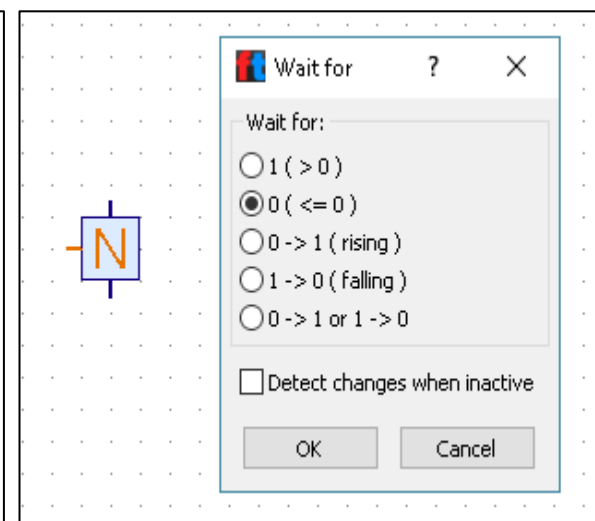 ft Wait for ? X
Wait for:
1 ( > 0 )
0 ( <= 0 )
0 -> 1 ( rising )
1 -> 0 ( falling )
0 -> 1 or 1 -> 0
N
Detect changes when inactive
OK Cancel